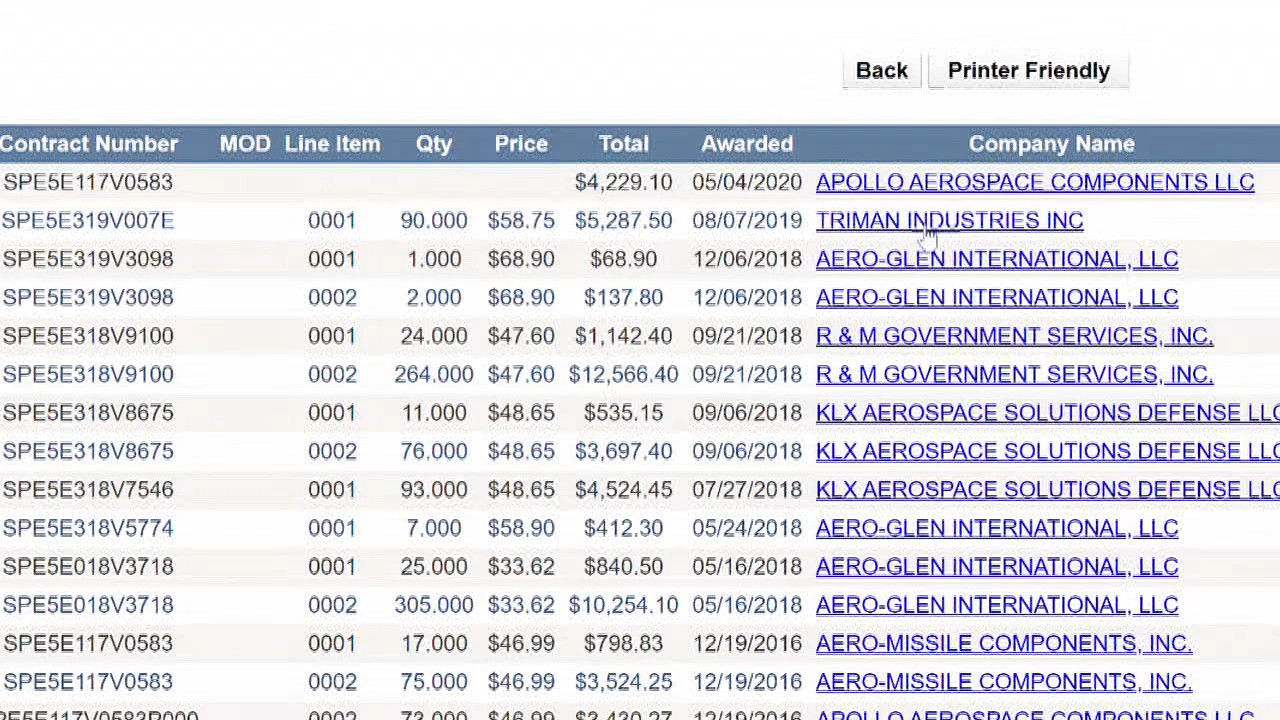 Back Printer Friendly
Contract Number MOD Line Item Qty Price Total Awarded Company Name
SPE5E117V0583 $4,229.10 05/04/2020 APOLLO AEROSPACE COMPONENTS LLC
SPE5E319V007E 0001 90.000 $58.75 $5,287.50 08/07/2019 TRIMAN INDUSTRIES INC
SPE5E319V3098 0001 1.000 $68.90 $68.90 12/06/2018 AERO-GLEN INTERNATIONAL, LLC
SPE5E319V3098 0002 2.000 $68.90 $137.80 12/06/2018 AERO-GLEN INTERNATIONAL, LLC
SPE5E318V9100 0001 24.000 $47.60 $1,142.40 09/21/2018 R & M GOVERNMENT SERVICES, INC.
SPE5E318V9100 0002 264.000 $47.60 $12,566.40 09/21/2018 R & M GOVERNMENT SERVICES, INC.
SPE5E318V8675 0001 11.000 $48.65 $535.15 09/06/2018 KLX AEROSPACE SOLUTIONS DEFENSE LLC
SPE5E318V8675 0002 76.000 $48.65 $3,697.40 09/06/2018 KLX AEROSPACE SOLUTIONS DEFENSE LLC
SPE5E318V7546 0001 93.000 $48.65 $4,524.45 07/27/2018 KLX AEROSPACE SOLUTIONS DEFENSE LLC
SPE5E318V5774 0001 7.000 $58.90 $412.30 05/24/2018 AERO-GLEN INTERNATIONAL, LLC
SPE5E018V3718 0001 25.000 $33.62 $840.50 05/16/2018 AERO-GLEN INTERNATIONAL, LLC
SPE5E018V3718 0002 305.000 $33.62 $10,254.10 05/16/2018 AERO-GLEN INTERNATIONAL, LLC
SPE5E117V0583 0001 17.000 $46.99 $798.83 12/19/2016 AERO-MISSILE COMPONENTS, INC.
SPE5E117V0583 0002 75.000 $46.99 $3,524.25 12/19/2016 AERO-MISSILE COMPONENTS, INC.
0002 73.000 $46.99 $3,430.27 12/19/2016 APOLLO AEROSPACE COMPONENTS LLC